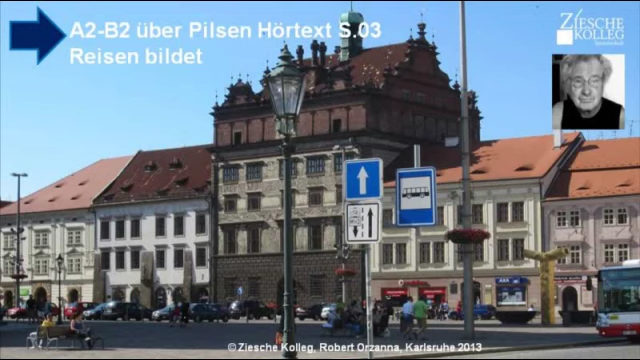 A2-B2 über Pilsen Hörtext S.03
Reisen bildet
ZIESCHE
KOLLEG
© Ziesche Kolleg, Robert Orzanna, Karlsruhe 2013